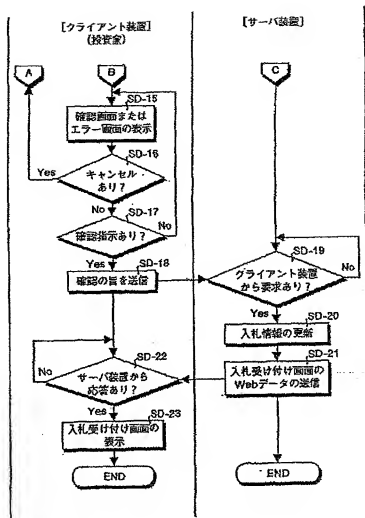 [クライアント装置]
(投資家)
[サーバ装置]
A
B
C
SD-15
確認画面または
エラー画面の表示
SD-16
キャンセル
あり?
Yes
No
SD-17
確認指示あり?
No
Yes
SD-18
確認の旨を送信
SD-19
クライアント装置
から要求あり?
No
Yes
SD-20
入札情報の更新
SD-21
入札受け付け画面の
Webデータの送信
SD-22
サーバ装置から
応答あり?
No
Yes
SD-23
入札受け付け画面の
表示
END
END